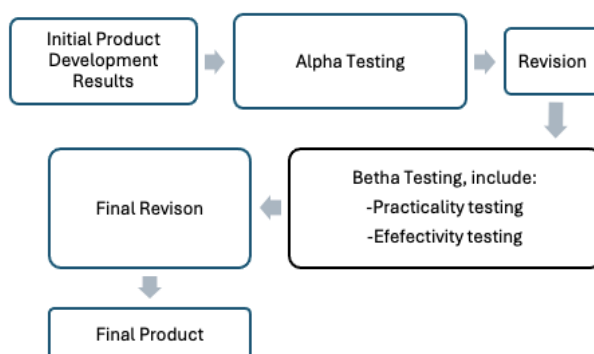 Initial Product
Development
Results
Alpha Testing
Revision
Betha Testing, include:
-Practicality testing
-Efefectivity testing
Final Revison
Final Product